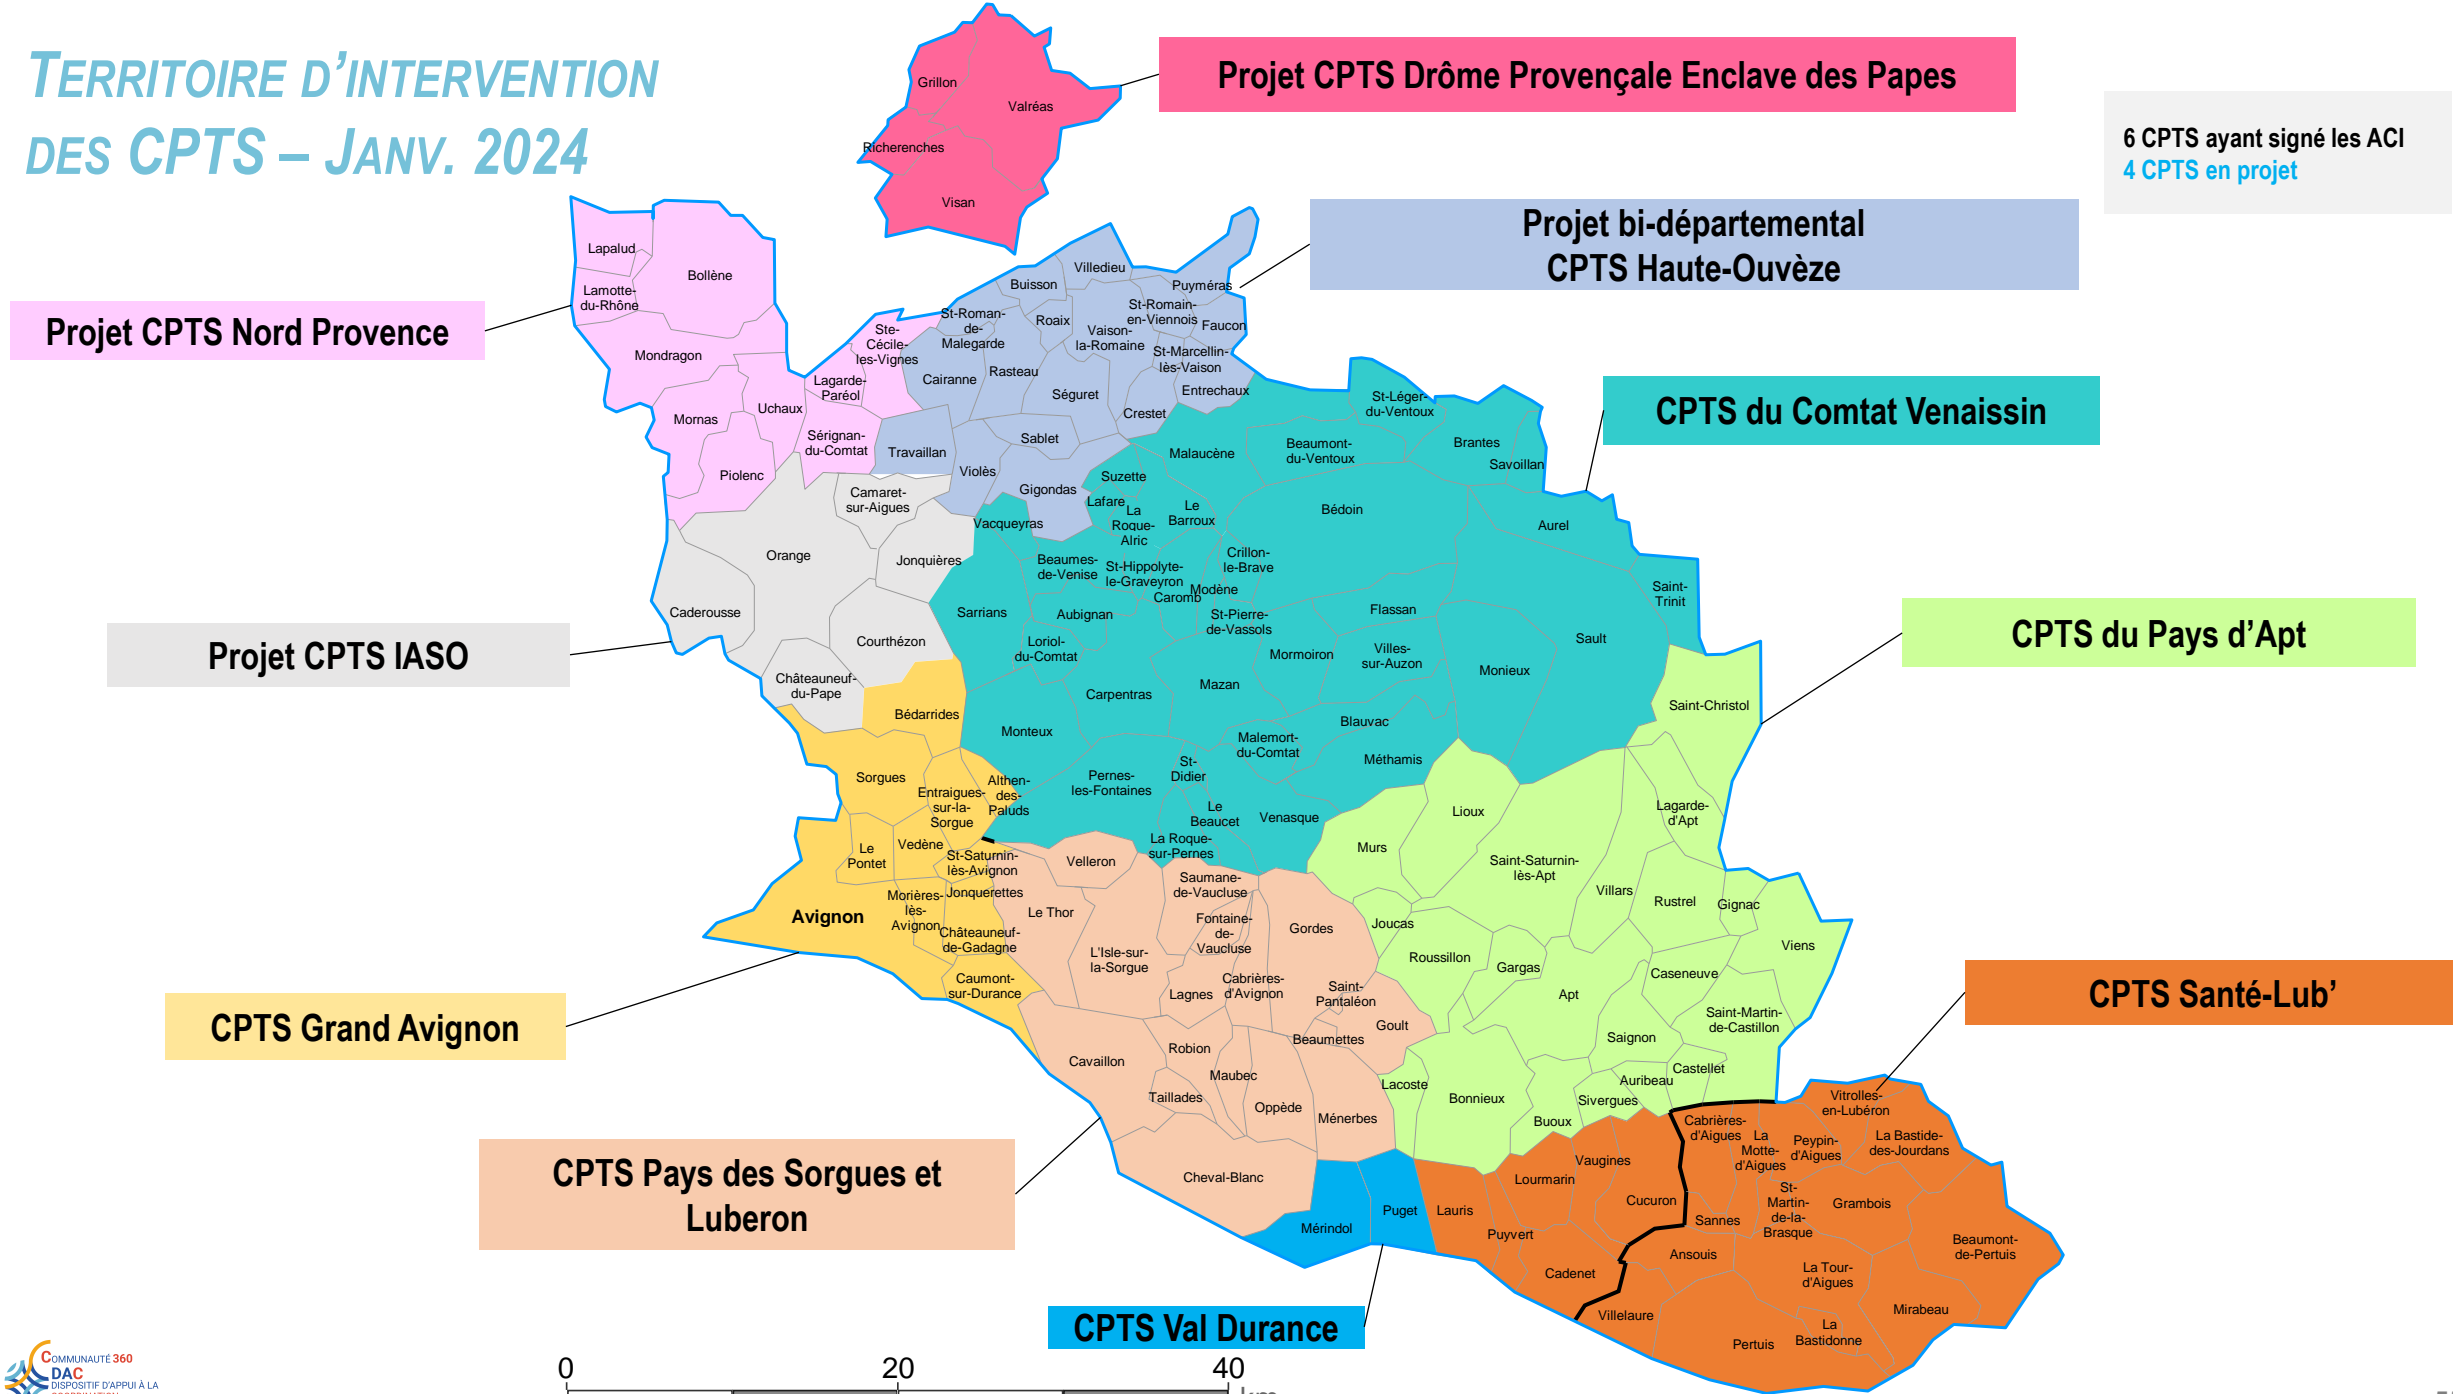 TERRITOIRE D'INTERVENTION
DES CPTS – JANV. 2024
Projet CPTS Drôme Provençale Enclave des Papes
6 CPTS ayant signé les ACI
4 CPTS en projet
Grillon
Valréas
Richerenches
Visan
Projet bi-départemental
CPTS Haute-Ouvèze
Projet CPTS Nord Provence
Lapalud
Bollène
Lamotte-
du-Rhône
Mondragon
Mornas
Uchaux
Piolenc
Lagarde-
Paréol
Ste-
Cécile-
les-Vignes
Sérignan-
du-Comtat
Villedieu
Buisson
Puyméras
St-Roman-
de-
Malegarde
Roaix
St-Romain-
en-Viennois
Faucon
Vaison-
la-Romaine
St-Marcellin-
lès-Vaison
Cairanne
Rasteau
Séguret
Entrechaux
Crestet
Travaillan
Sablet
Violès
Gigondas
CPTS du Comtat Venaissin
St-Léger-
du-Ventoux
Brantes
Savoillan
Beaumont-
du-Ventoux
Malaucène
Suzette
Lafare
La
Roque-
Alric
Le
Barroux
Bédoin
Aurel
Vacqueyras
Beaumes-
de-Venise
St-Hippolyte-
le-Graveyron
Crillon-
le-Brave
Modène
Caromb
Saint-
Trinit
Sarrians
Aubignan
St-Pierre-
de-Vassols
Flassan
Sault
Loriol-
du-Comtat
Mormoiron
Villes-
sur-Auzon
Monieux
Carpentras
Mazan
Monteux
Blauvac
Malemort-
du-Comtat
Méthamis
Pernes-
les-Fontaines
St-
Didier
Le
Beaucet
Venasque
La Roque-
sur-Pernes
Projet CPTS IASO
Camaret-
sur-Aigues
Orange
Jonquières
Caderousse
Courthézon
Châteauneuf-
du-Pape
CPTS du Pays d'Apt
Saint-Christol
Lioux
Lagarde-
d'Apt
Murs
Saint-Saturnin-
lès-Apt
Villars
Rustrel
Gignac
Joucas
Viens
Roussillon
Gargas
Caseneuve
Apt
Saint-Martin-
de-Castillon
Saignon
Castellet
Auribeau
Lacoste
Bonnieux
Sivergues
Buoux
CPTS Grand Avignon
Bédarrides
Sorgues
Althen-
des-
Paluds
Entraigues-
sur-la-
Sorgue
Le
Pontet
Vedène
St-Saturnin-
lès-Avignon
Morières-
lès-
Avignon
Jonquerettes
Avignon
Châteauneuf-
de-Gadagne
Caumont-
sur-Durance
CPTS Pays des Sorgues et
Luberon
Velleron
Saumane-
de-Vaucluse
Le Thor
Fontaine-
de-
Vaucluse
Gordes
L'Isle-sur-
la-Sorgue
Lagnes
Cabrières-
d'Avignon
Saint-
Pantaléon
Goult
Beaumettes
Robion
Cavaillon
Maubec
Taillades
Oppède
Ménerbes
Cheval-Blanc
CPTS Val Durance
Mérindol
Puget
CPTS Santé-Lub'
Vitrolles-
en-Lubéron
Cabrières-
d'Aigues
La
Motte-
d'Aigues
Peypin-
d'Aigues
La Bastide-
des-Jourdans
Vaugines
Lourmarin
Cucuron
St-
Martin-
de-la-
Brasque
Grambois
Lauris
Sannes
Puyvert
Ansouis
Beaumont-
de-Pertuis
Cadenet
La Tour-
d'Aigues
Villelaure
Mirabeau
La
Bastidonne
Pertuis
0 20 40
COMMUNAUTÉ 360
DAC
DISPOSITIF D'APPUI À LA